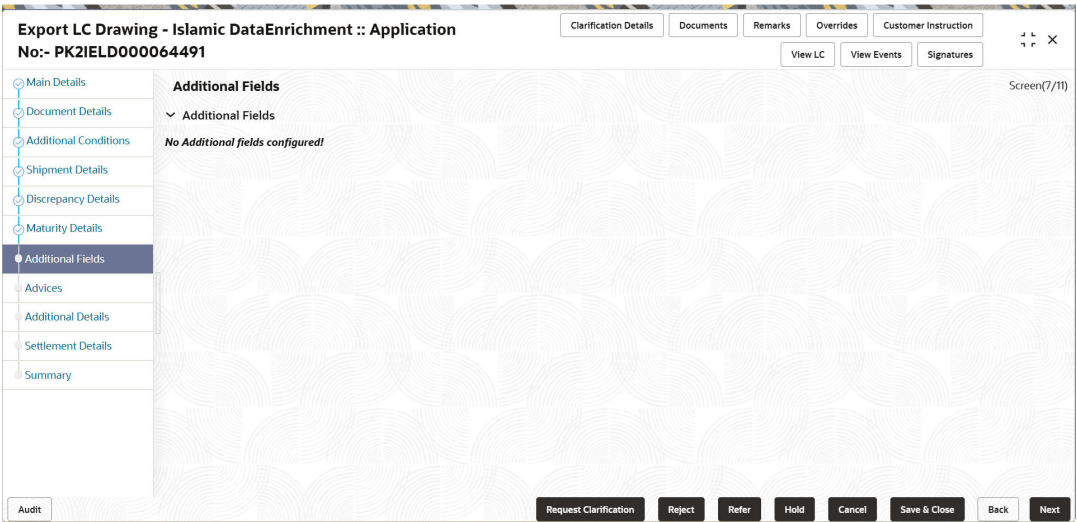 Export LC Drawing - Islamic DataEnrichment :: Application
No:- PK2IELD000064491
Clarification Details
Documents
Remarks
Overrides
Customer Instruction
View LC
View Events
Signatures
Main Details
Document Details
Additional Conditions
Shipment Details
Discrepancy Details
Maturity Details
Additional Fields
Advices
Additional Details
Settlement Details
Summary
Additional Fields
Screen(7/11)
Additional Fields
No Additional fields configured!
Audit
Request Clarification
Reject
Refer
Hold
Cancel
Save & Close
Back
Next